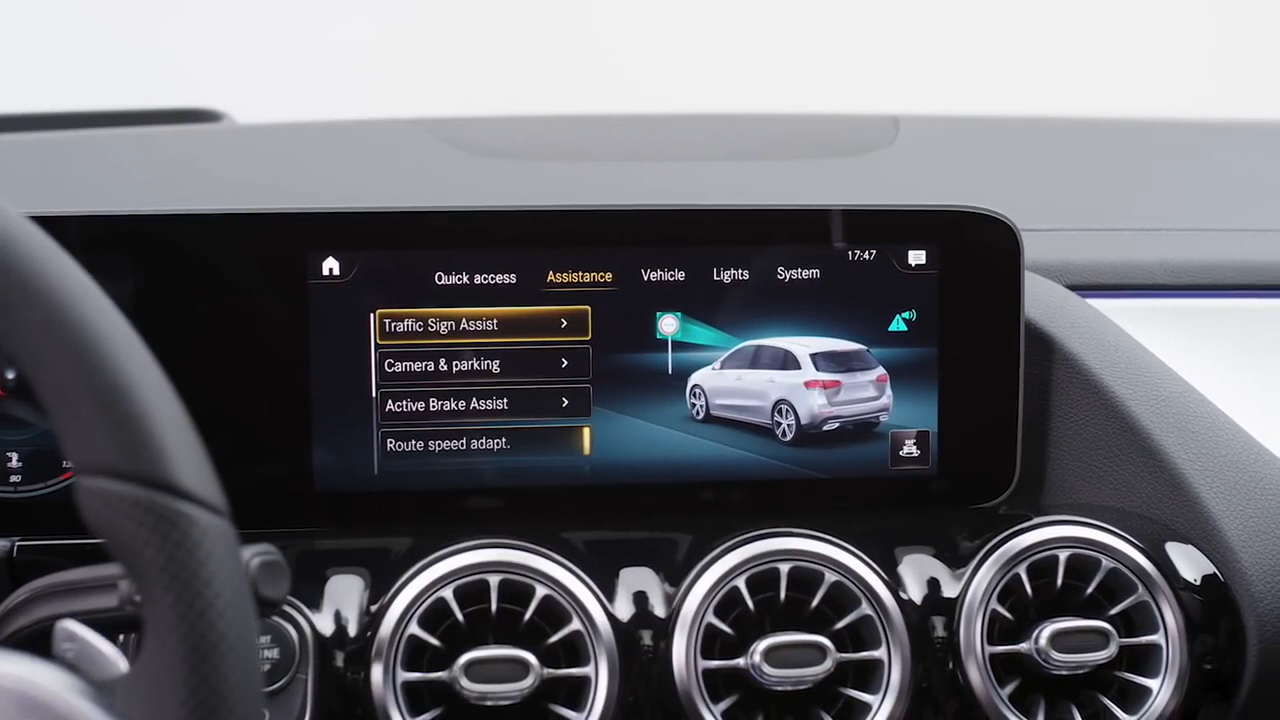 17:47
Quick access Assistance Vehicle Lights System
Traffic Sign Assist
Camera & parking
Active Brake Assist
Route speed adapt.
90